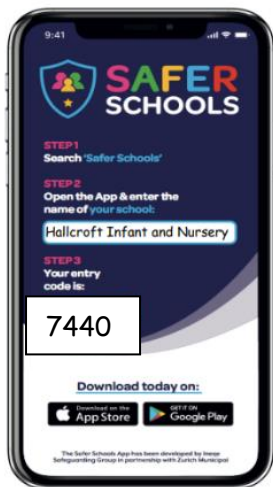 9:41
SAFER
SCHOOLS
STEP 1
Search 'Safer Schools'
STEP 2
Open the App & enter the
name of your school:
Hallcroft Infant and Nursery
STEP 3
Your entry
code is:
7440
Download today on:
Download on the
App Store
GET IT ON
Google Play
The Safer Schools App has been developed by Ineqe
Safeguarding Group in partnership with Zurich Municipal